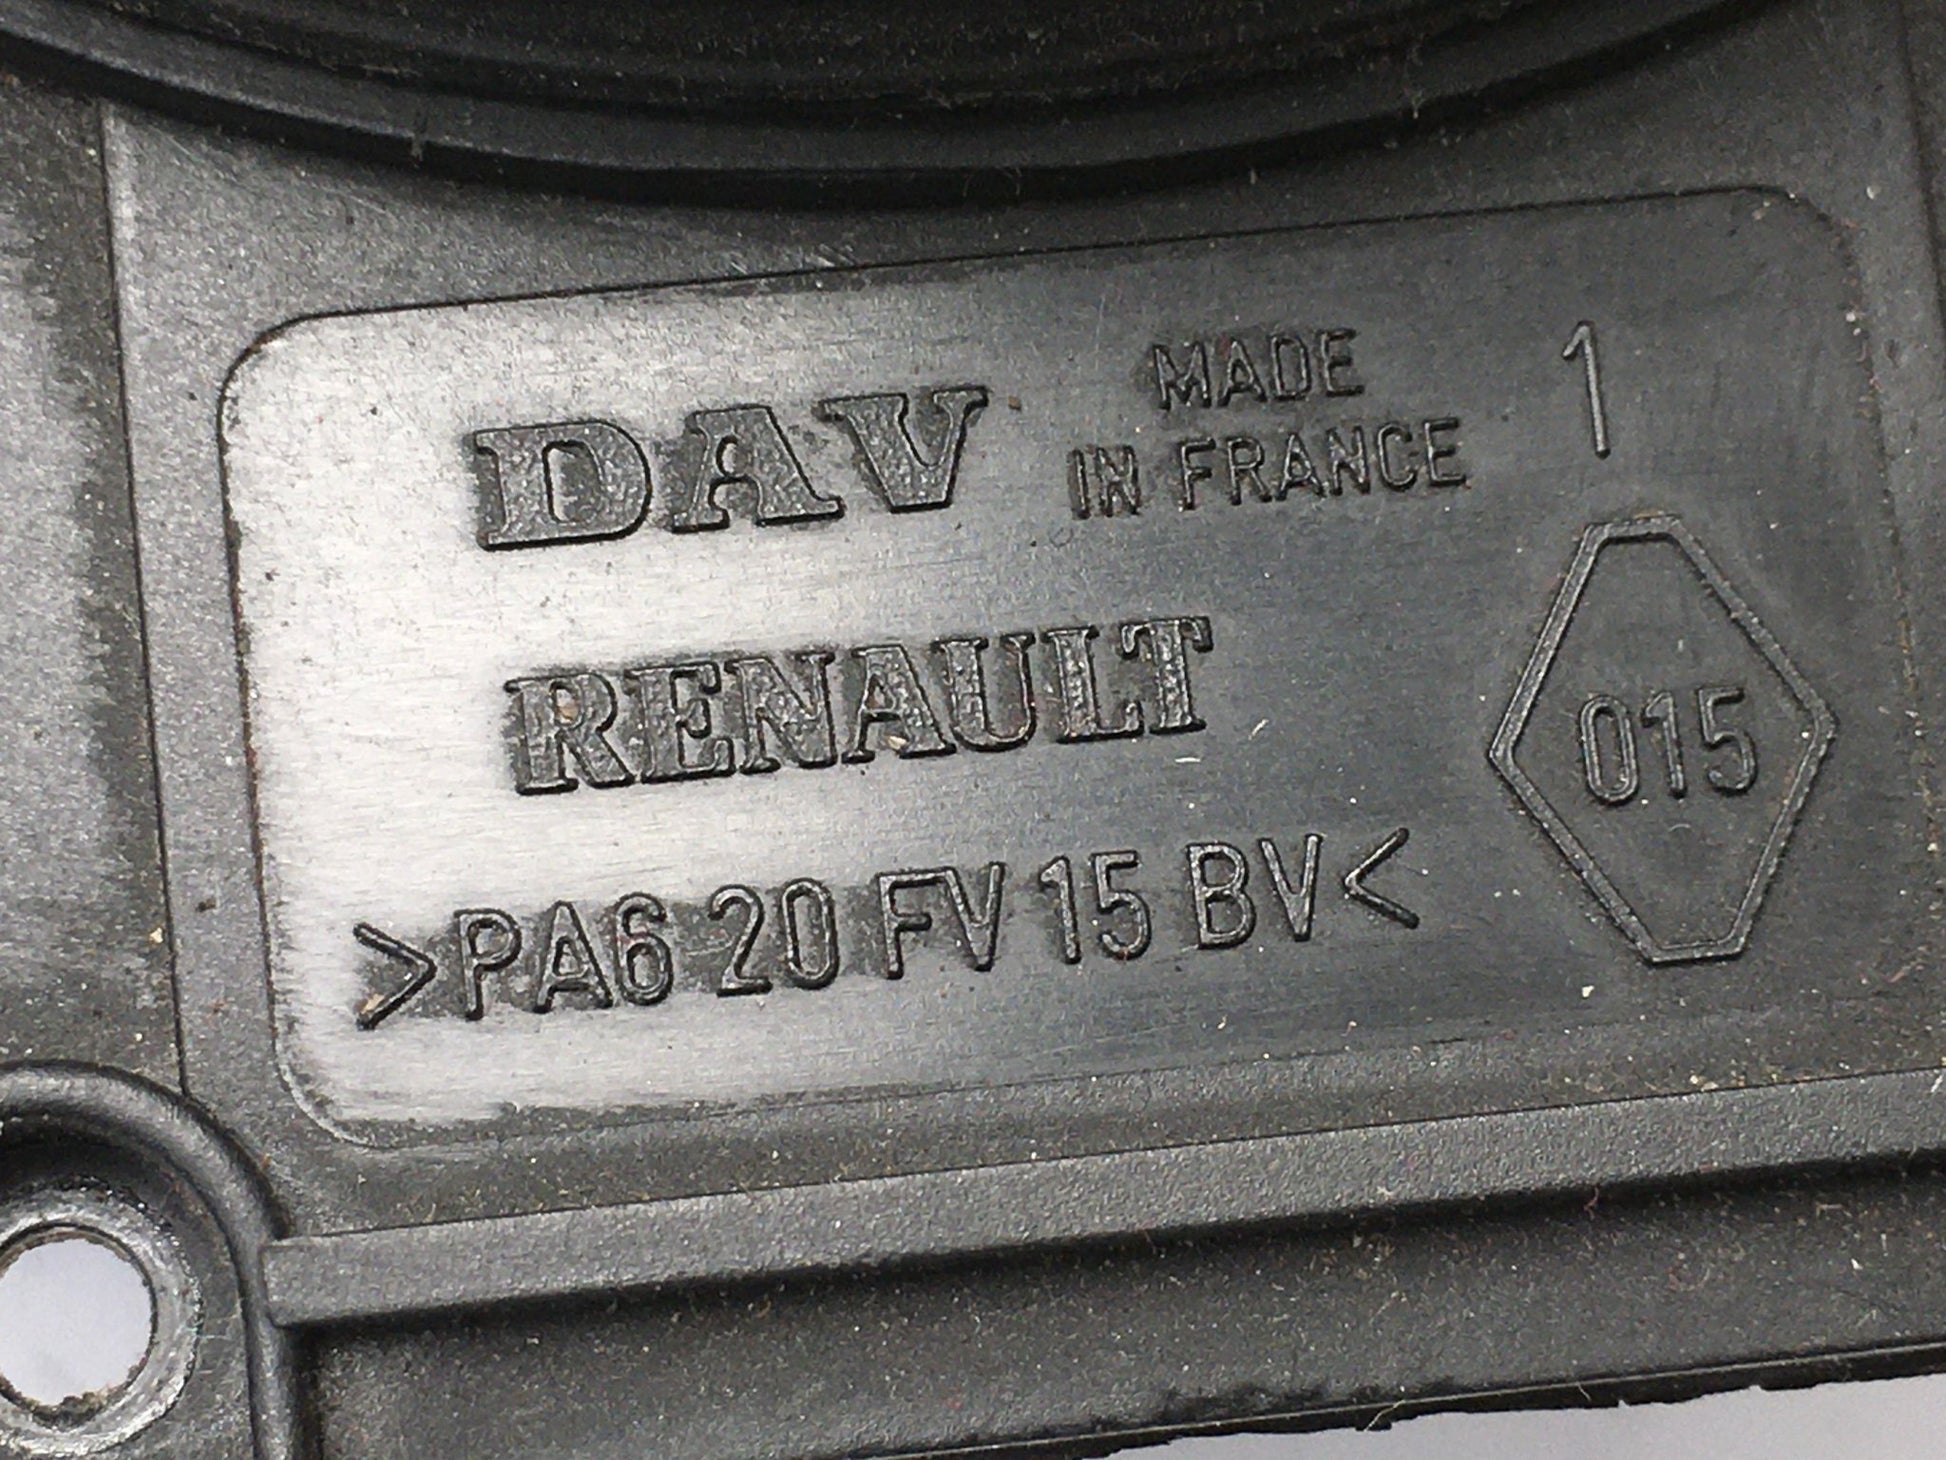 DAV
MADE
IN FRANCE
1
RENAULT
015
>PA6 20 FV 15 BV<